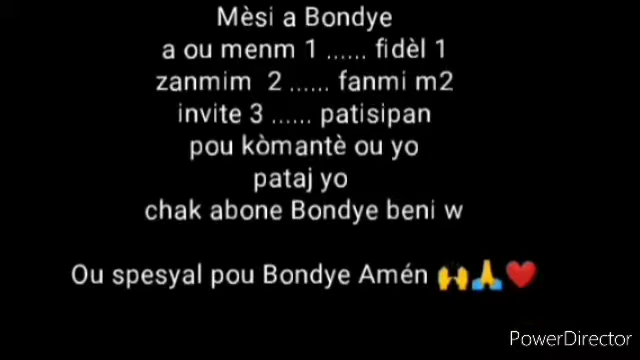 Mèsi a Bondye
a ou menm 1 ...... fidèl 1
zanmim 2 ...... fanmi m2
invite 3 ...... patisipan
pou kòmantè ou yo
pataj yo
chak abone Bondye beni w
Ou spesyal pou Bondye Amén 🙌🙏❤️
PowerDirector